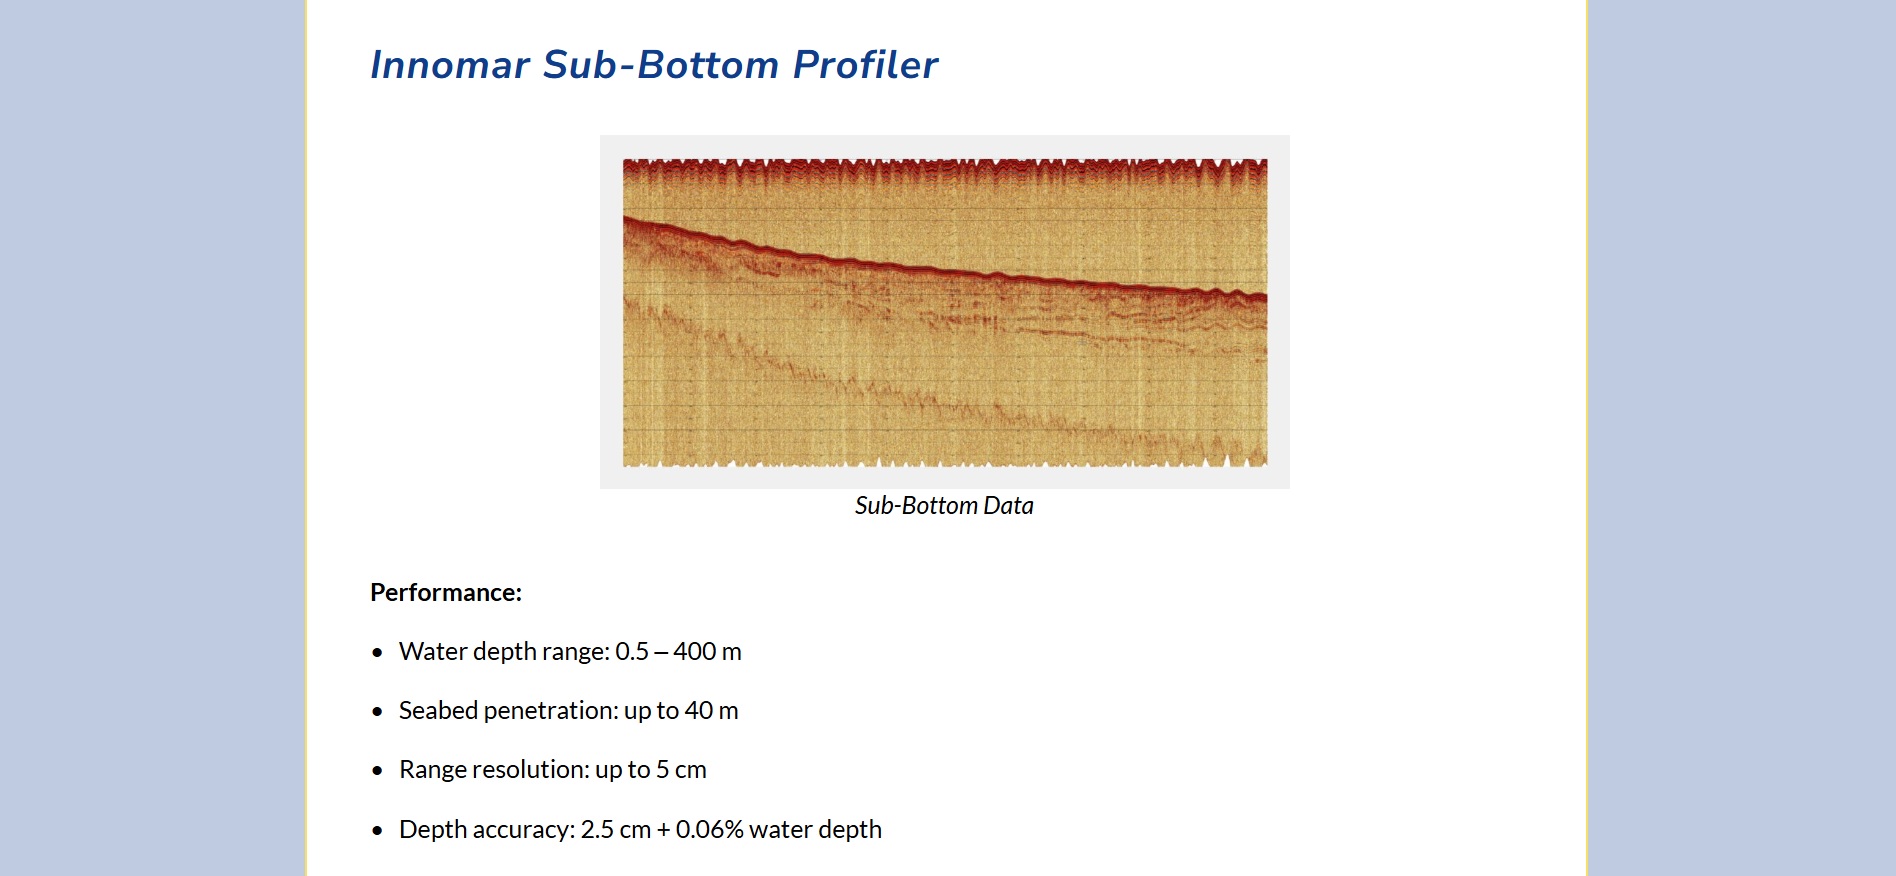 Innomar Sub-Bottom Profiler
Sub-Bottom Data
Performance:
• Water depth range: 0.5 – 400 m
• Seabed penetration: up to 40 m
• Range resolution: up to 5 cm
• Depth accuracy: 2.5 cm + 0.06% water depth